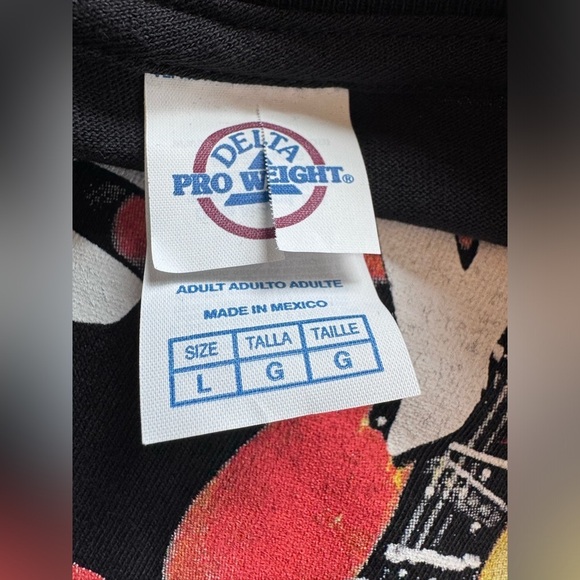 DELTA
PRO WEIGHT®
ADULT ADULTO ADULTE
MADE IN MEXICO
SIZE TALLA TAILLE
L G G